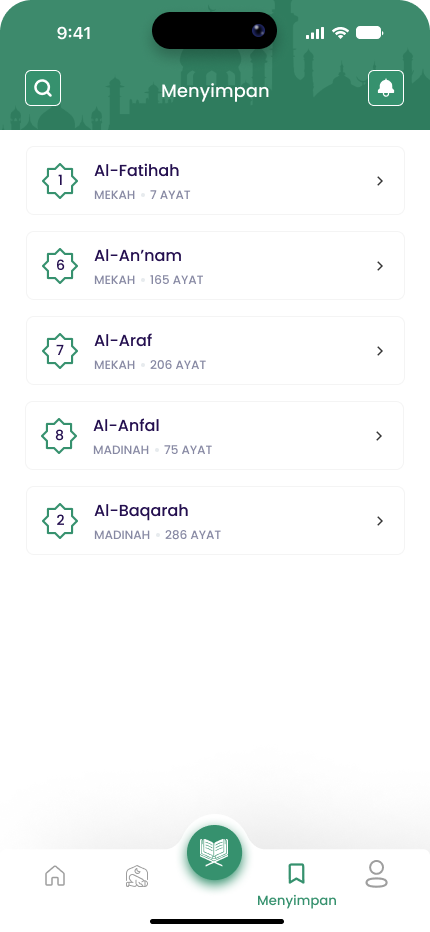 9:41
Menyimpan
1
Al-Fatihah
MEKAH • 7 AYAT
6
Al-An’nam
MEKAH • 165 AYAT
7
Al-Araf
MEKAH • 206 AYAT
8
Al-Anfal
MADINAH • 75 AYAT
2
Al-Baqarah
MADINAH • 286 AYAT
Menyimpan